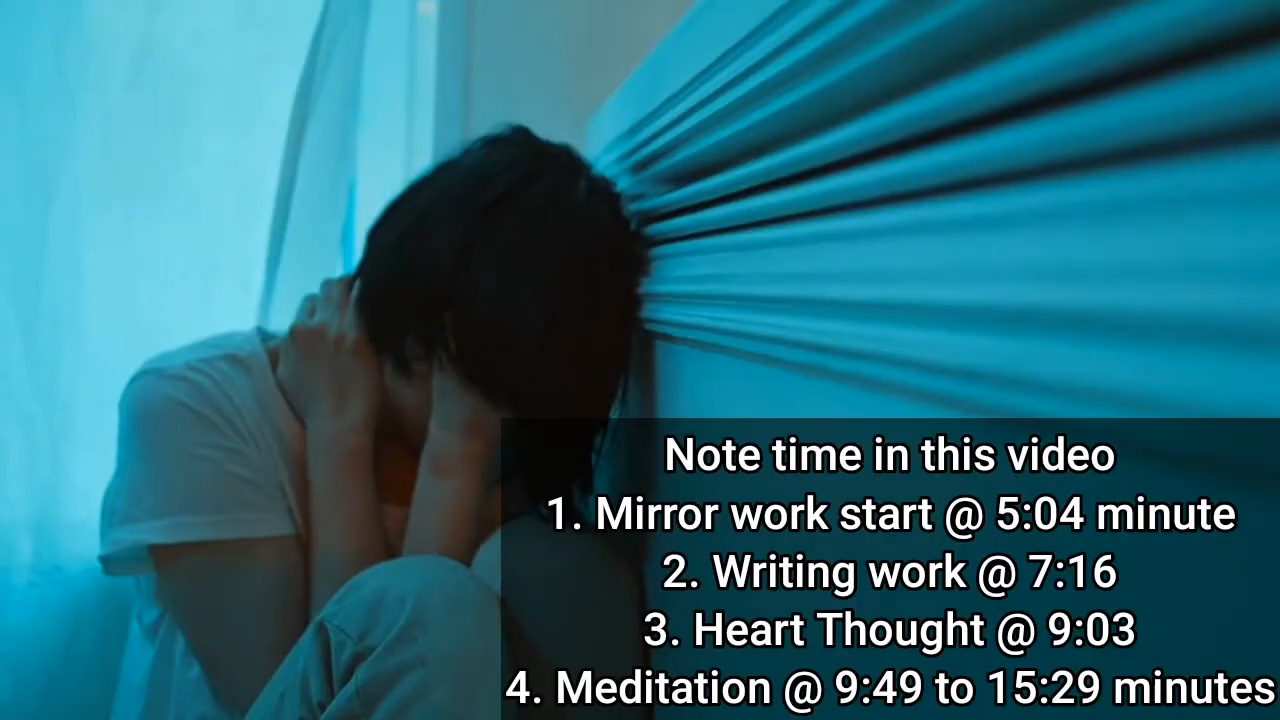 Note time in this video
1. Mirror work start @ 5:04 minute
2. Writing work @ 7:16
3. Heart Thought @ 9:03
4. Meditation @ 9:49 to 15:29 minutes